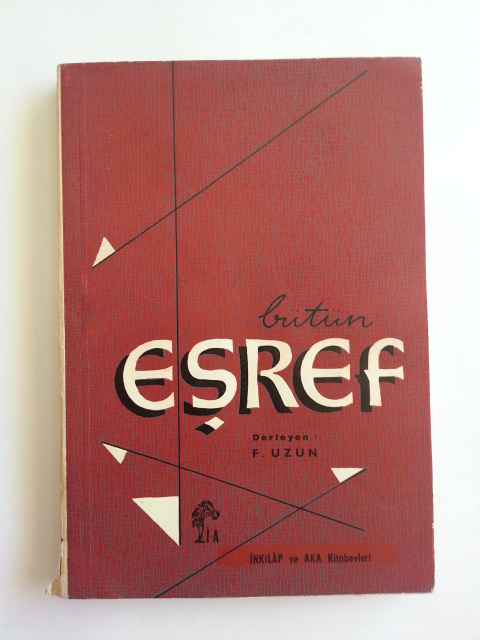 bütün
EŞREF
Derleyen :
F. UZUN
İA
İNKILÂP ve AKA Kitabevleri